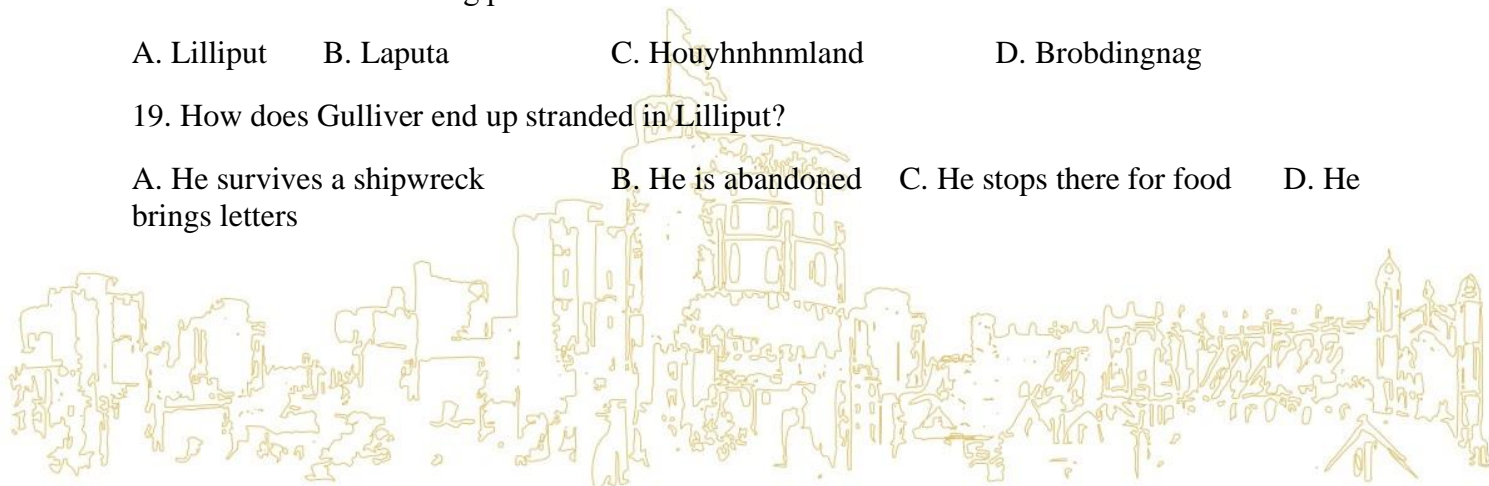 A. Lilliput B. Laputa C. Houyhnhnmland D. Brobdingnag
19. How does Gulliver end up stranded in Lilliput?
A. He survives a shipwreck B. He is abandoned C. He stops there for food D. He
brings letters